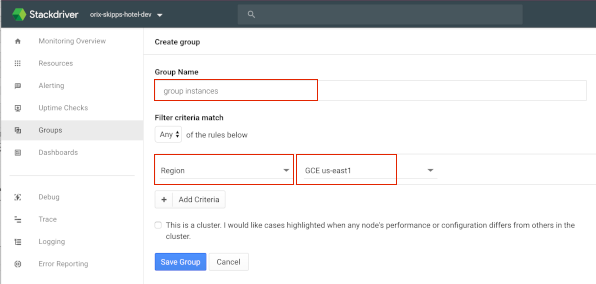 Stackdriver orix-skipps-hotel-dev
Monitoring Overview
Resources
Alerting
Uptime Checks
Groups
Dashboards
Debug
Trace
Logging
Error Reporting
Create group
Group Name
group instances
Filter criteria match
Any of the rules below
Region GCE us-east1
+ Add Criteria
This is a cluster. I would like cases highlighted when any node's performance or configuration differs from others in the
cluster.
Save Group Cancel